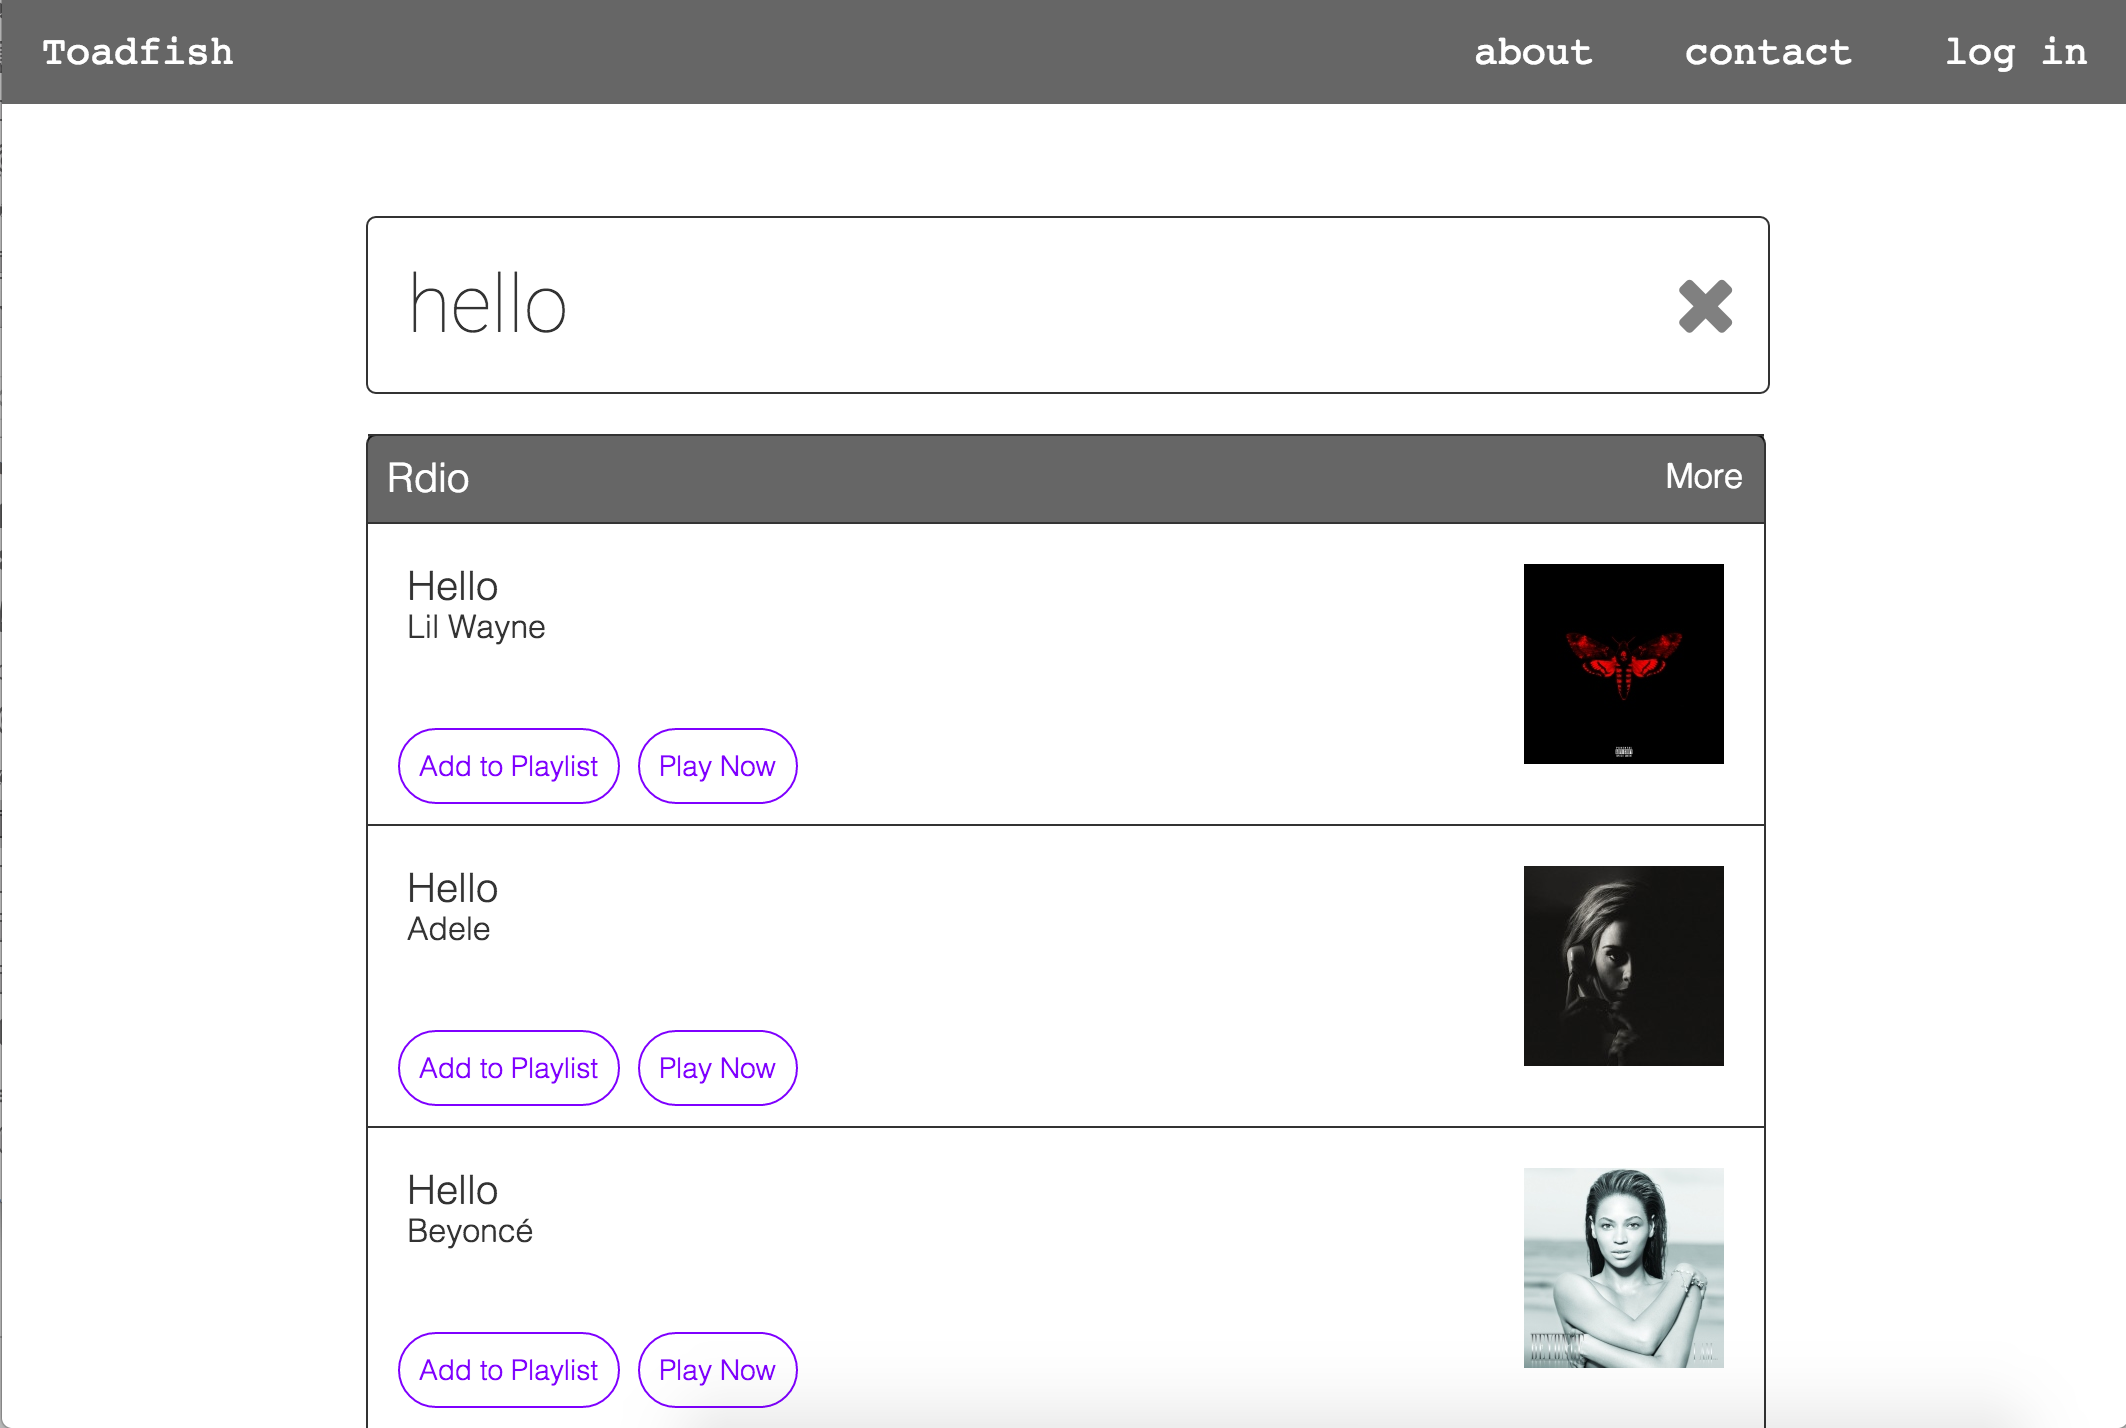 Toadfish about contact log in
hello
Rdio More
Hello
Lil Wayne
Add to Playlist Play Now
Hello
Adele
Add to Playlist Play Now
Hello
Beyoncé
BEYONCÉ
Add to Playlist Play Now